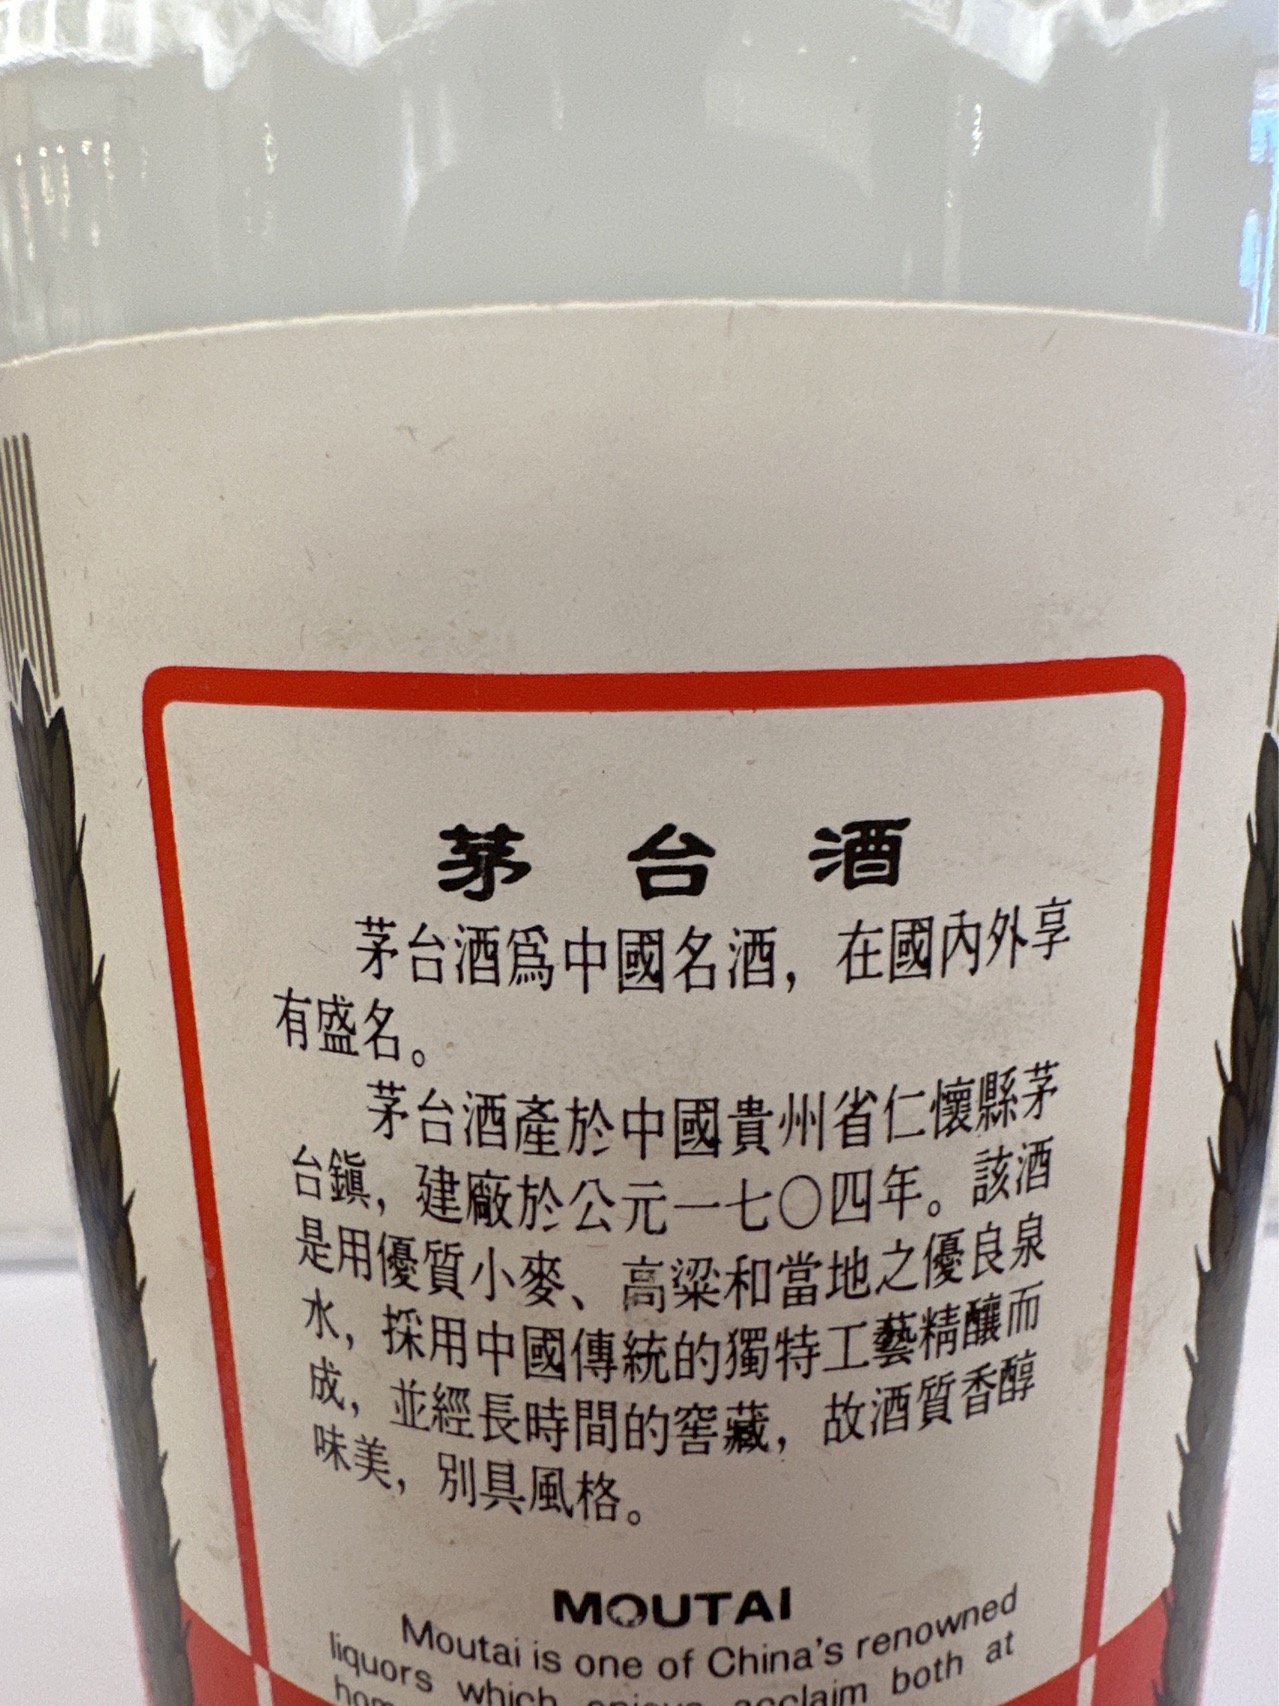 茅台酒
茅台酒爲中國名酒，在國內外享
有盛名。
茅台酒產於中國貴州省仁懷縣茅
台鎮，建廠於公元一七〇四年。該酒
是用優質小麥、高粱和當地之優良泉
水，採用中國傳統的獨特工藝精釀而
成，並經長時間的窖藏，故酒質香醇
味美，別具風格。
MOUTAI
Moutai is one of China's renowned
liquors which enjoys acclaim both at